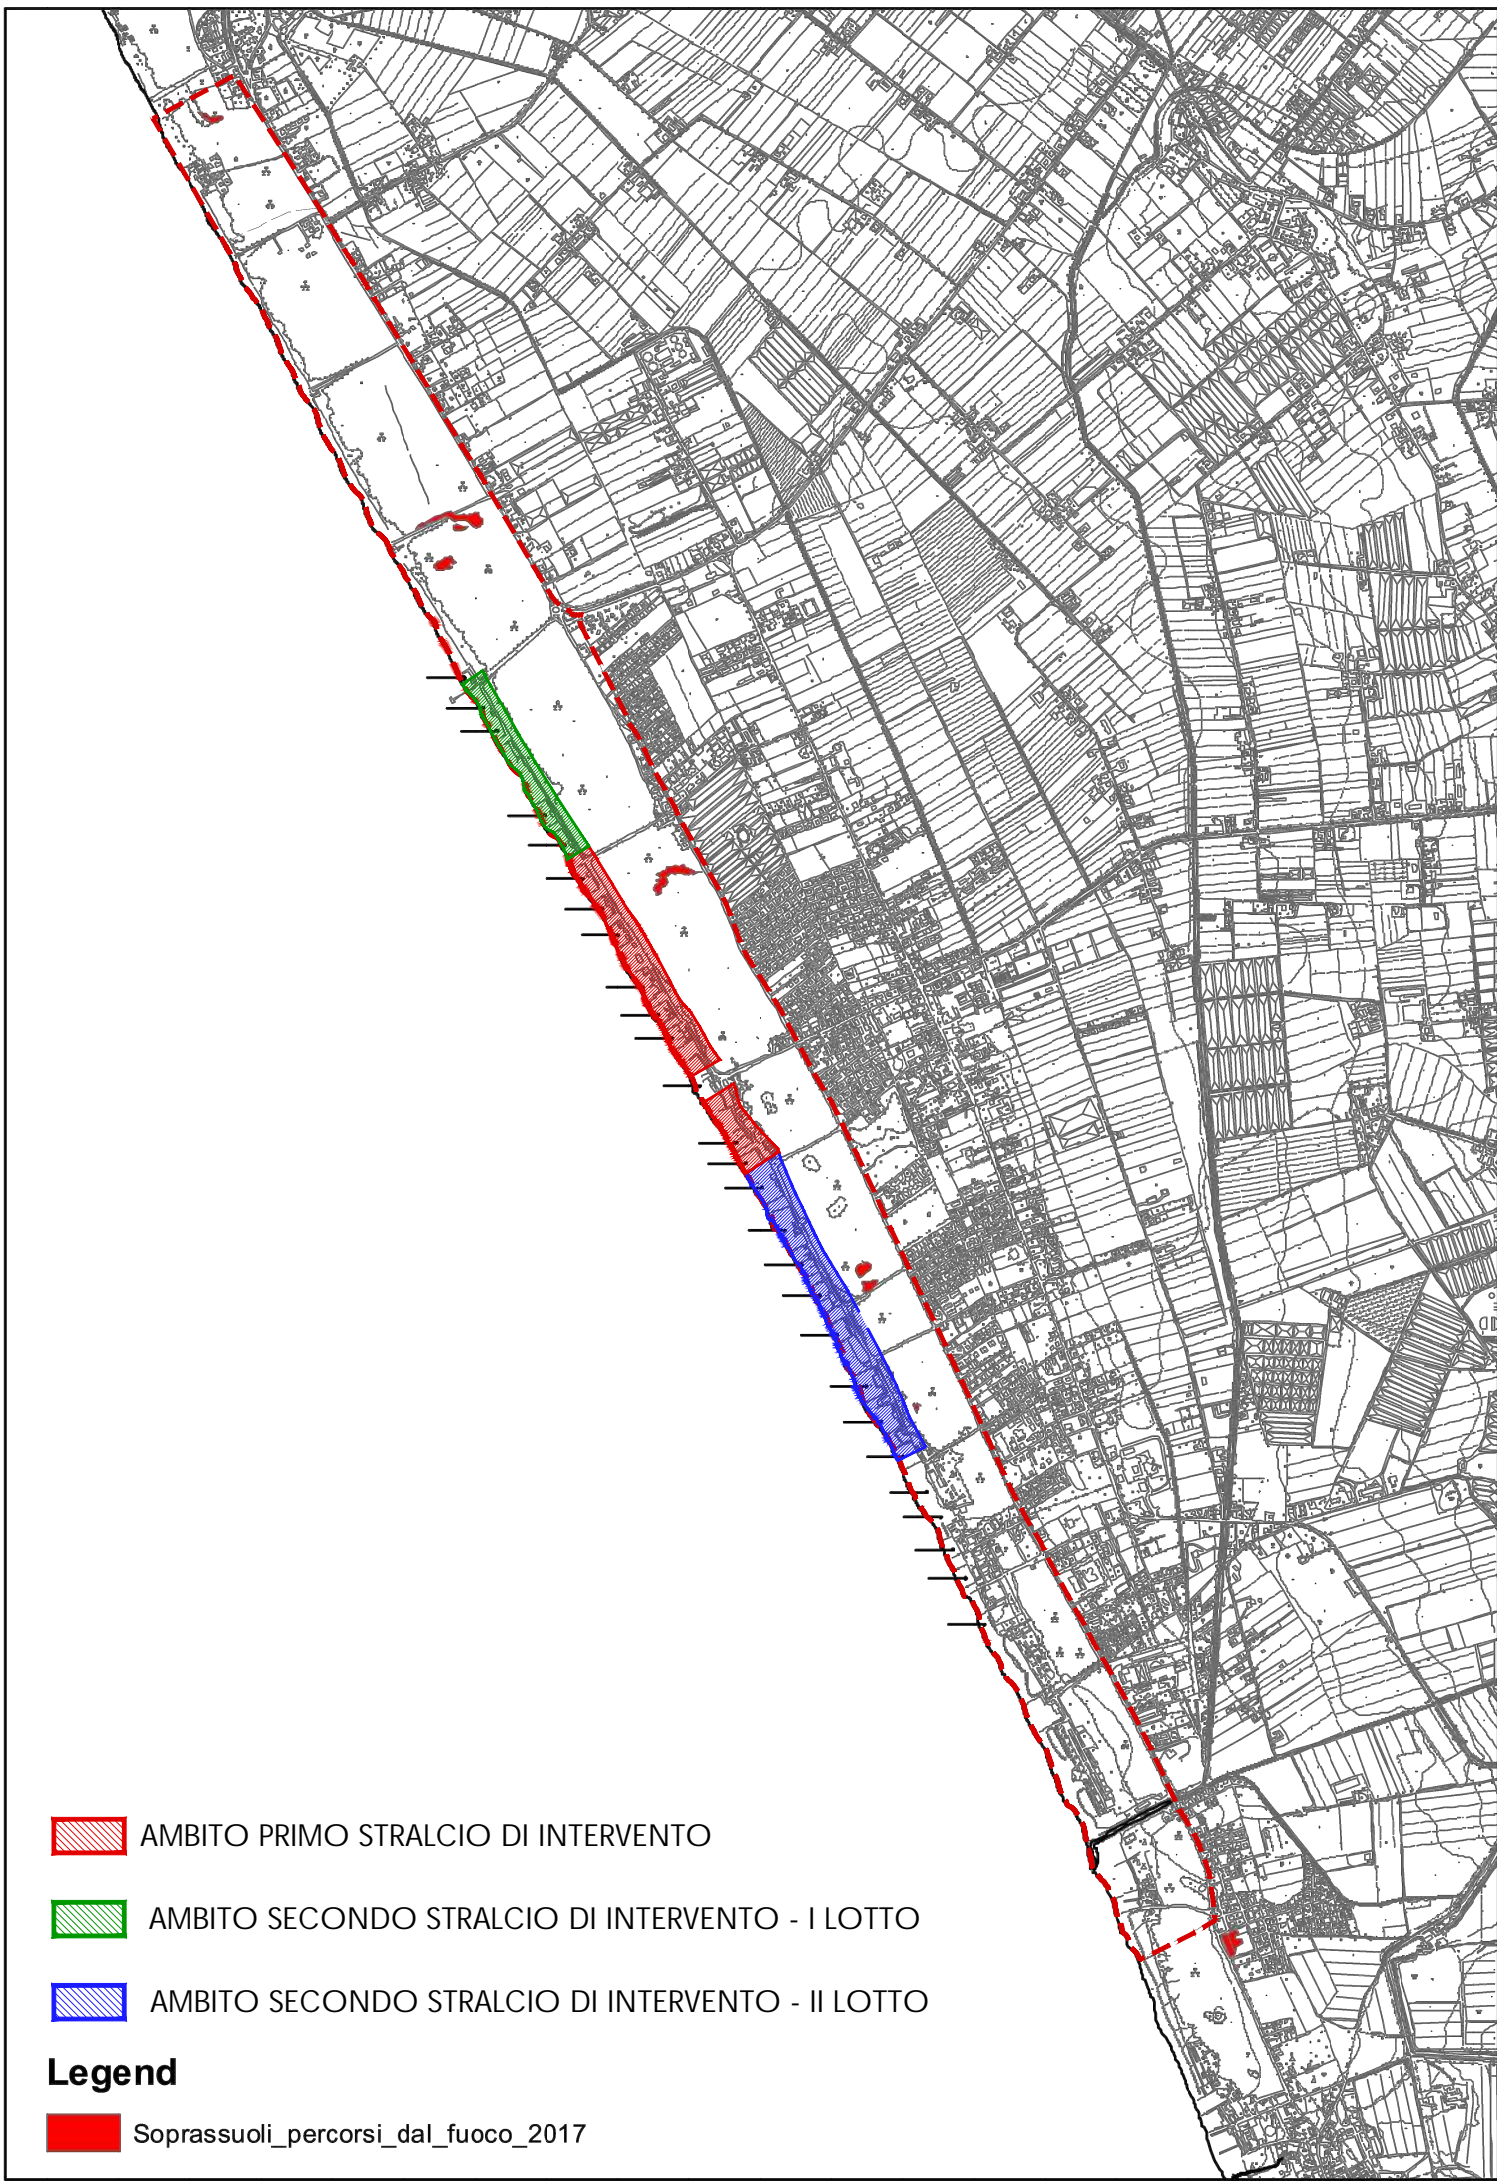 AMBITO PRIMO STRALCIO DI INTERVENTO
AMBITO SECONDO STRALCIO DI INTERVENTO - I LOTTO
AMBITO SECONDO STRALCIO DI INTERVENTO - II LOTTO
Legend
Soprassuoli_percorsi_dal_fuoco_2017